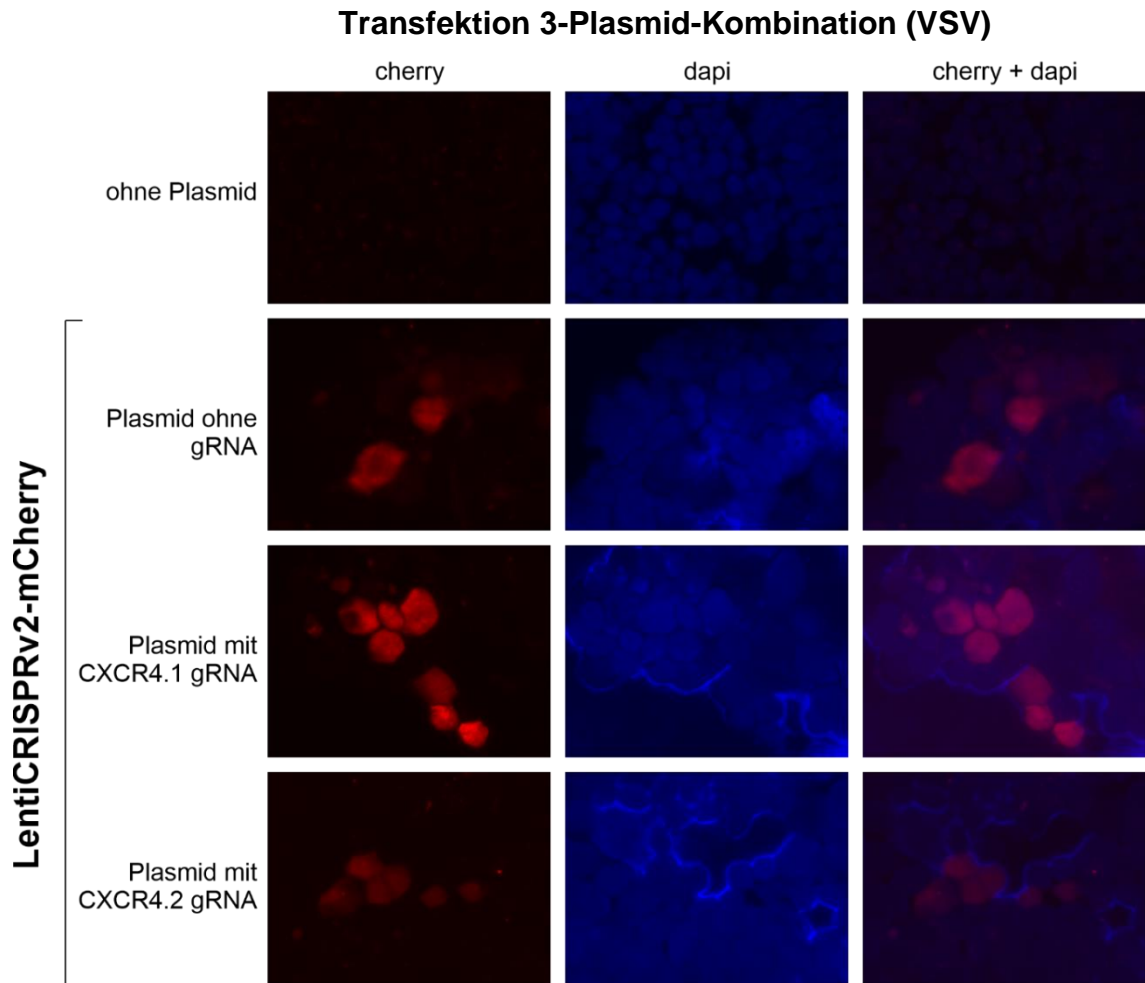 Transfektion 3-Plasmid-Kombination (VSV)
cherry
dapi
cherry + dapi
ohne Plasmid
LentiCRISPRv2-mCherry
Plasmid ohne
gRNA
Plasmid mit
CXCR4.1 gRNA
Plasmid mit
CXCR4.2 gRNA